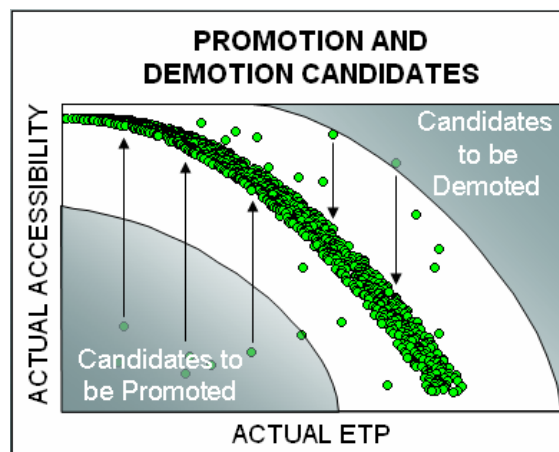 PROMOTION AND
DEMOTION CANDIDATES
Candidates
to be
Demoted
ACTUAL ACCESSIBILITY
Candidates to
be Promoted
ACTUAL ETP